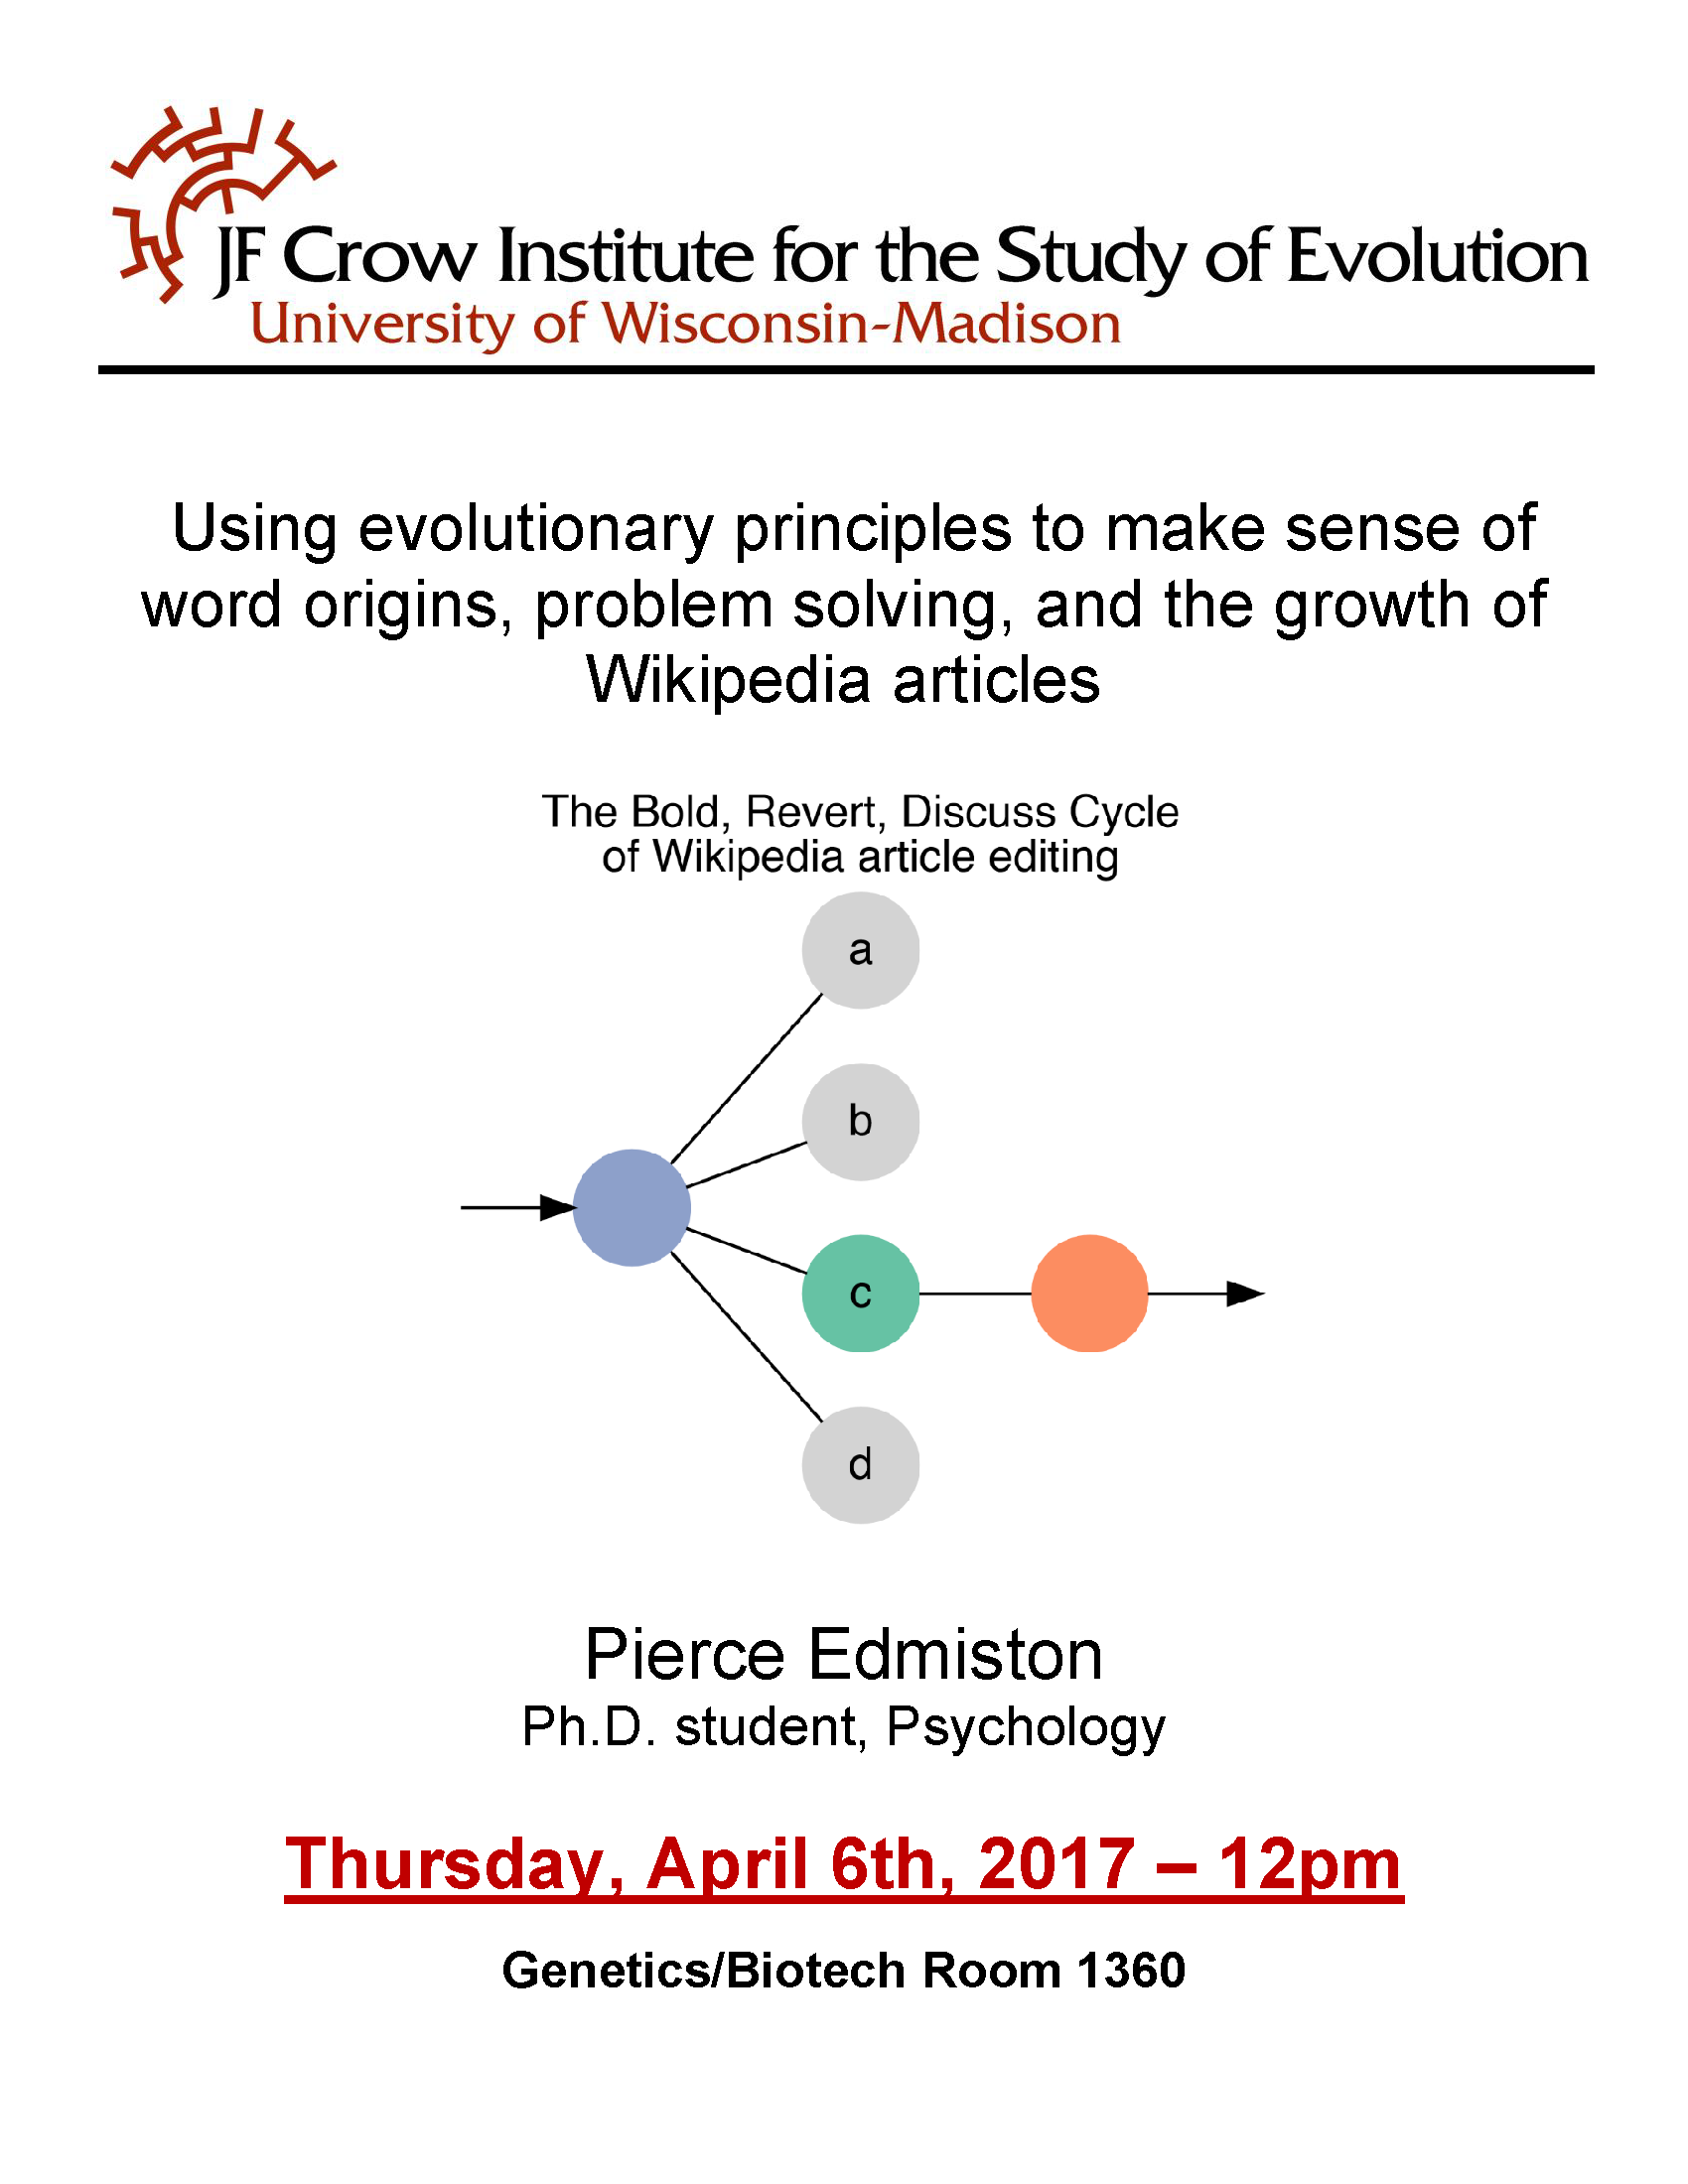 JF Crow Institute for the Study of Evolution
University of Wisconsin-Madison
Using evolutionary principles to make sense of
word origins, problem solving, and the growth of
Wikipedia articles
The Bold, Revert, Discuss Cycle
of Wikipedia article editing
a
b
c
d
Pierce Edmiston
Ph.D. student, Psychology
Thursday, April 6th, 2017 – 12pm
Genetics/Biotech Room 1360